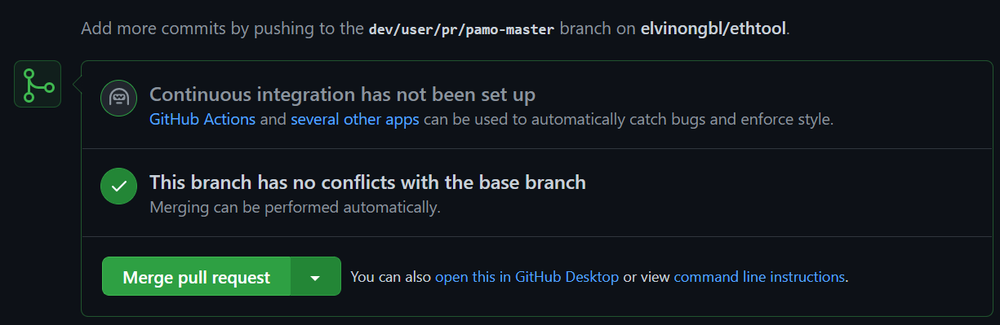 Add more commits by pushing to the dev/user/pr/pamo-master branch on elvinongbl/ethtool.
Continuous integration has not been set up
GitHub Actions and several other apps can be used to automatically catch bugs and enforce style.
This branch has no conflicts with the base branch
Merging can be performed automatically.
Merge pull request
You can also open this in GitHub Desktop or view command line instructions.